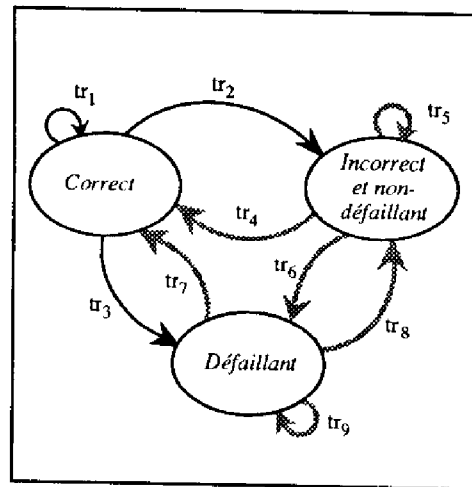 tr1
tr2
tr5
Correct
Incorrect
et non-
défaillant
tr4
tr6
tr7
tr3
tr8
Défaillant
tr9